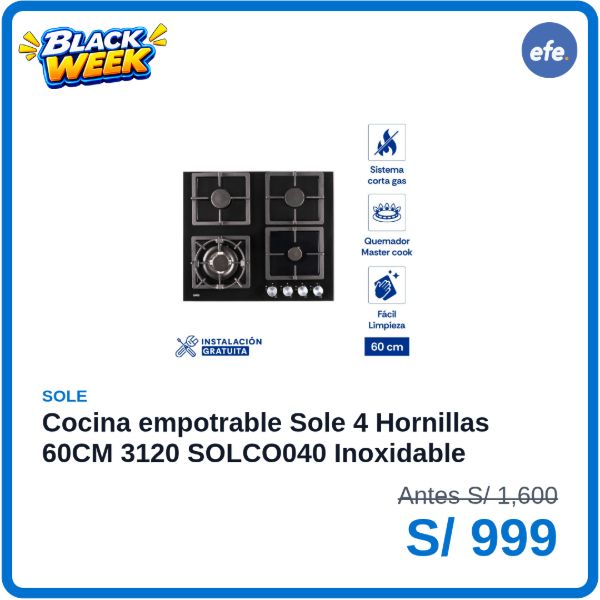 BLACK
WEEK
efe.
Sistema
corta gas
Quemador
Master cook
Fácil
Limpieza
60 cm
INSTALACIÓN
GRATUITA
SOLE
Cocina empotrable Sole 4 Hornillas
60CM 3120 SOLCO040 Inoxidable
Antes S/ 1,600
S/ 999